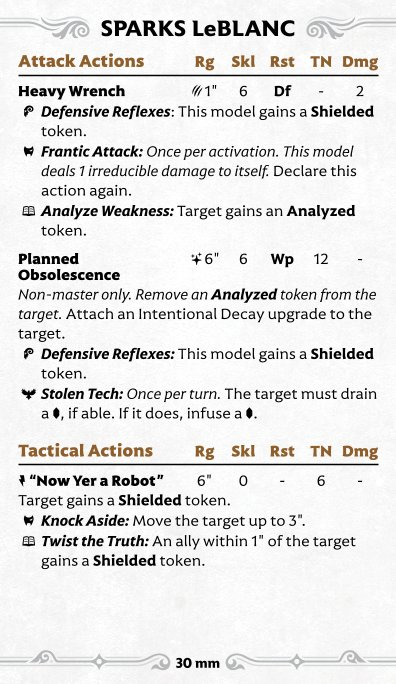 SPARKS LeBLANC
Attack Actions Rg Skl Rst TN Dmg
Heavy Wrench 1" 6 Df - 2
Defensive Reflexes: This model gains a Shielded
token.
Frantic Attack: Once per activation. This model
deals 1 irreducible damage to itself. Declare this
action again.
Analyze Weakness: Target gains an Analyzed
token.
Planned
Obsolescence 6" 6 Wp 12 -
Non-master only. Remove an Analyzed token from the
target. Attach an Intentional Decay upgrade to the
target.
Defensive Reflexes: This model gains a Shielded
token.
Stolen Tech: Once per turn. The target must drain
a , if able. If it does, infuse a .
Tactical Actions Rg Skl Rst TN Dmg
“Now Yer a Robot” 6" 0 - 6 -
Target gains a Shielded token.
Knock Aside: Move the target up to 3".
Twist the Truth: An ally within 1" of the target
gains a Shielded token.
30 mm